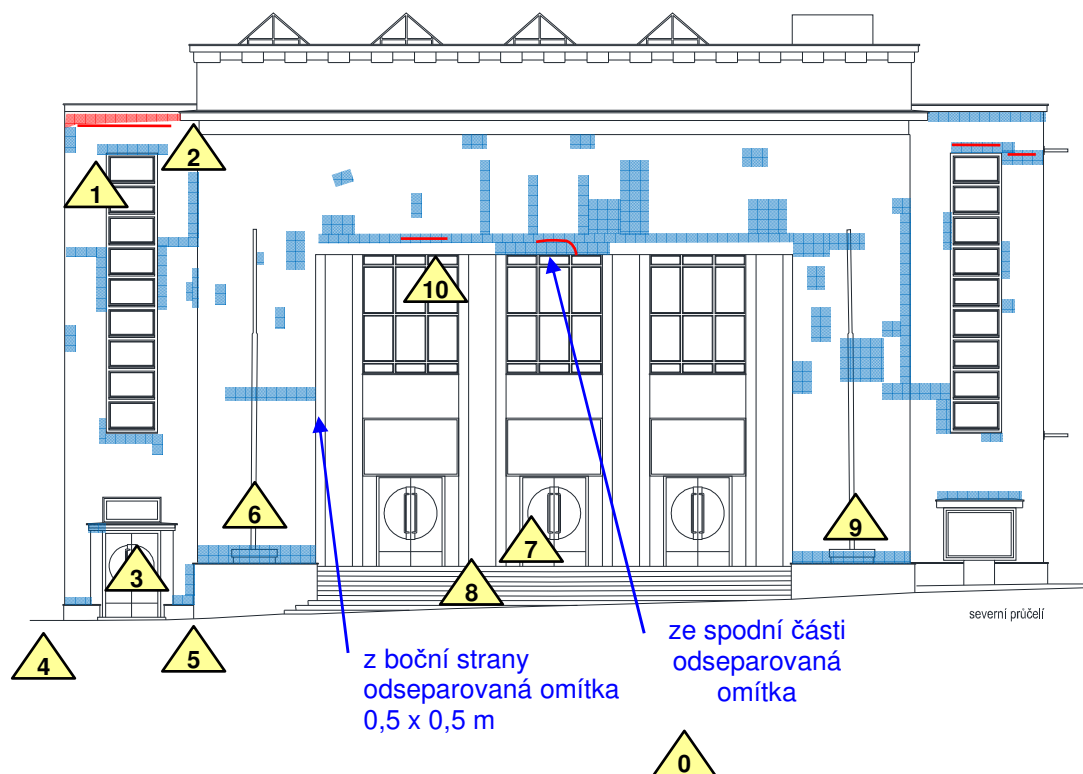 2
1
10
6
9
7
3
8
severní průčelí
4
5
z boční strany
odseparovaná omítka
0,5 x 0,5 m
ze spodní části
odseparovaná
omítka
0